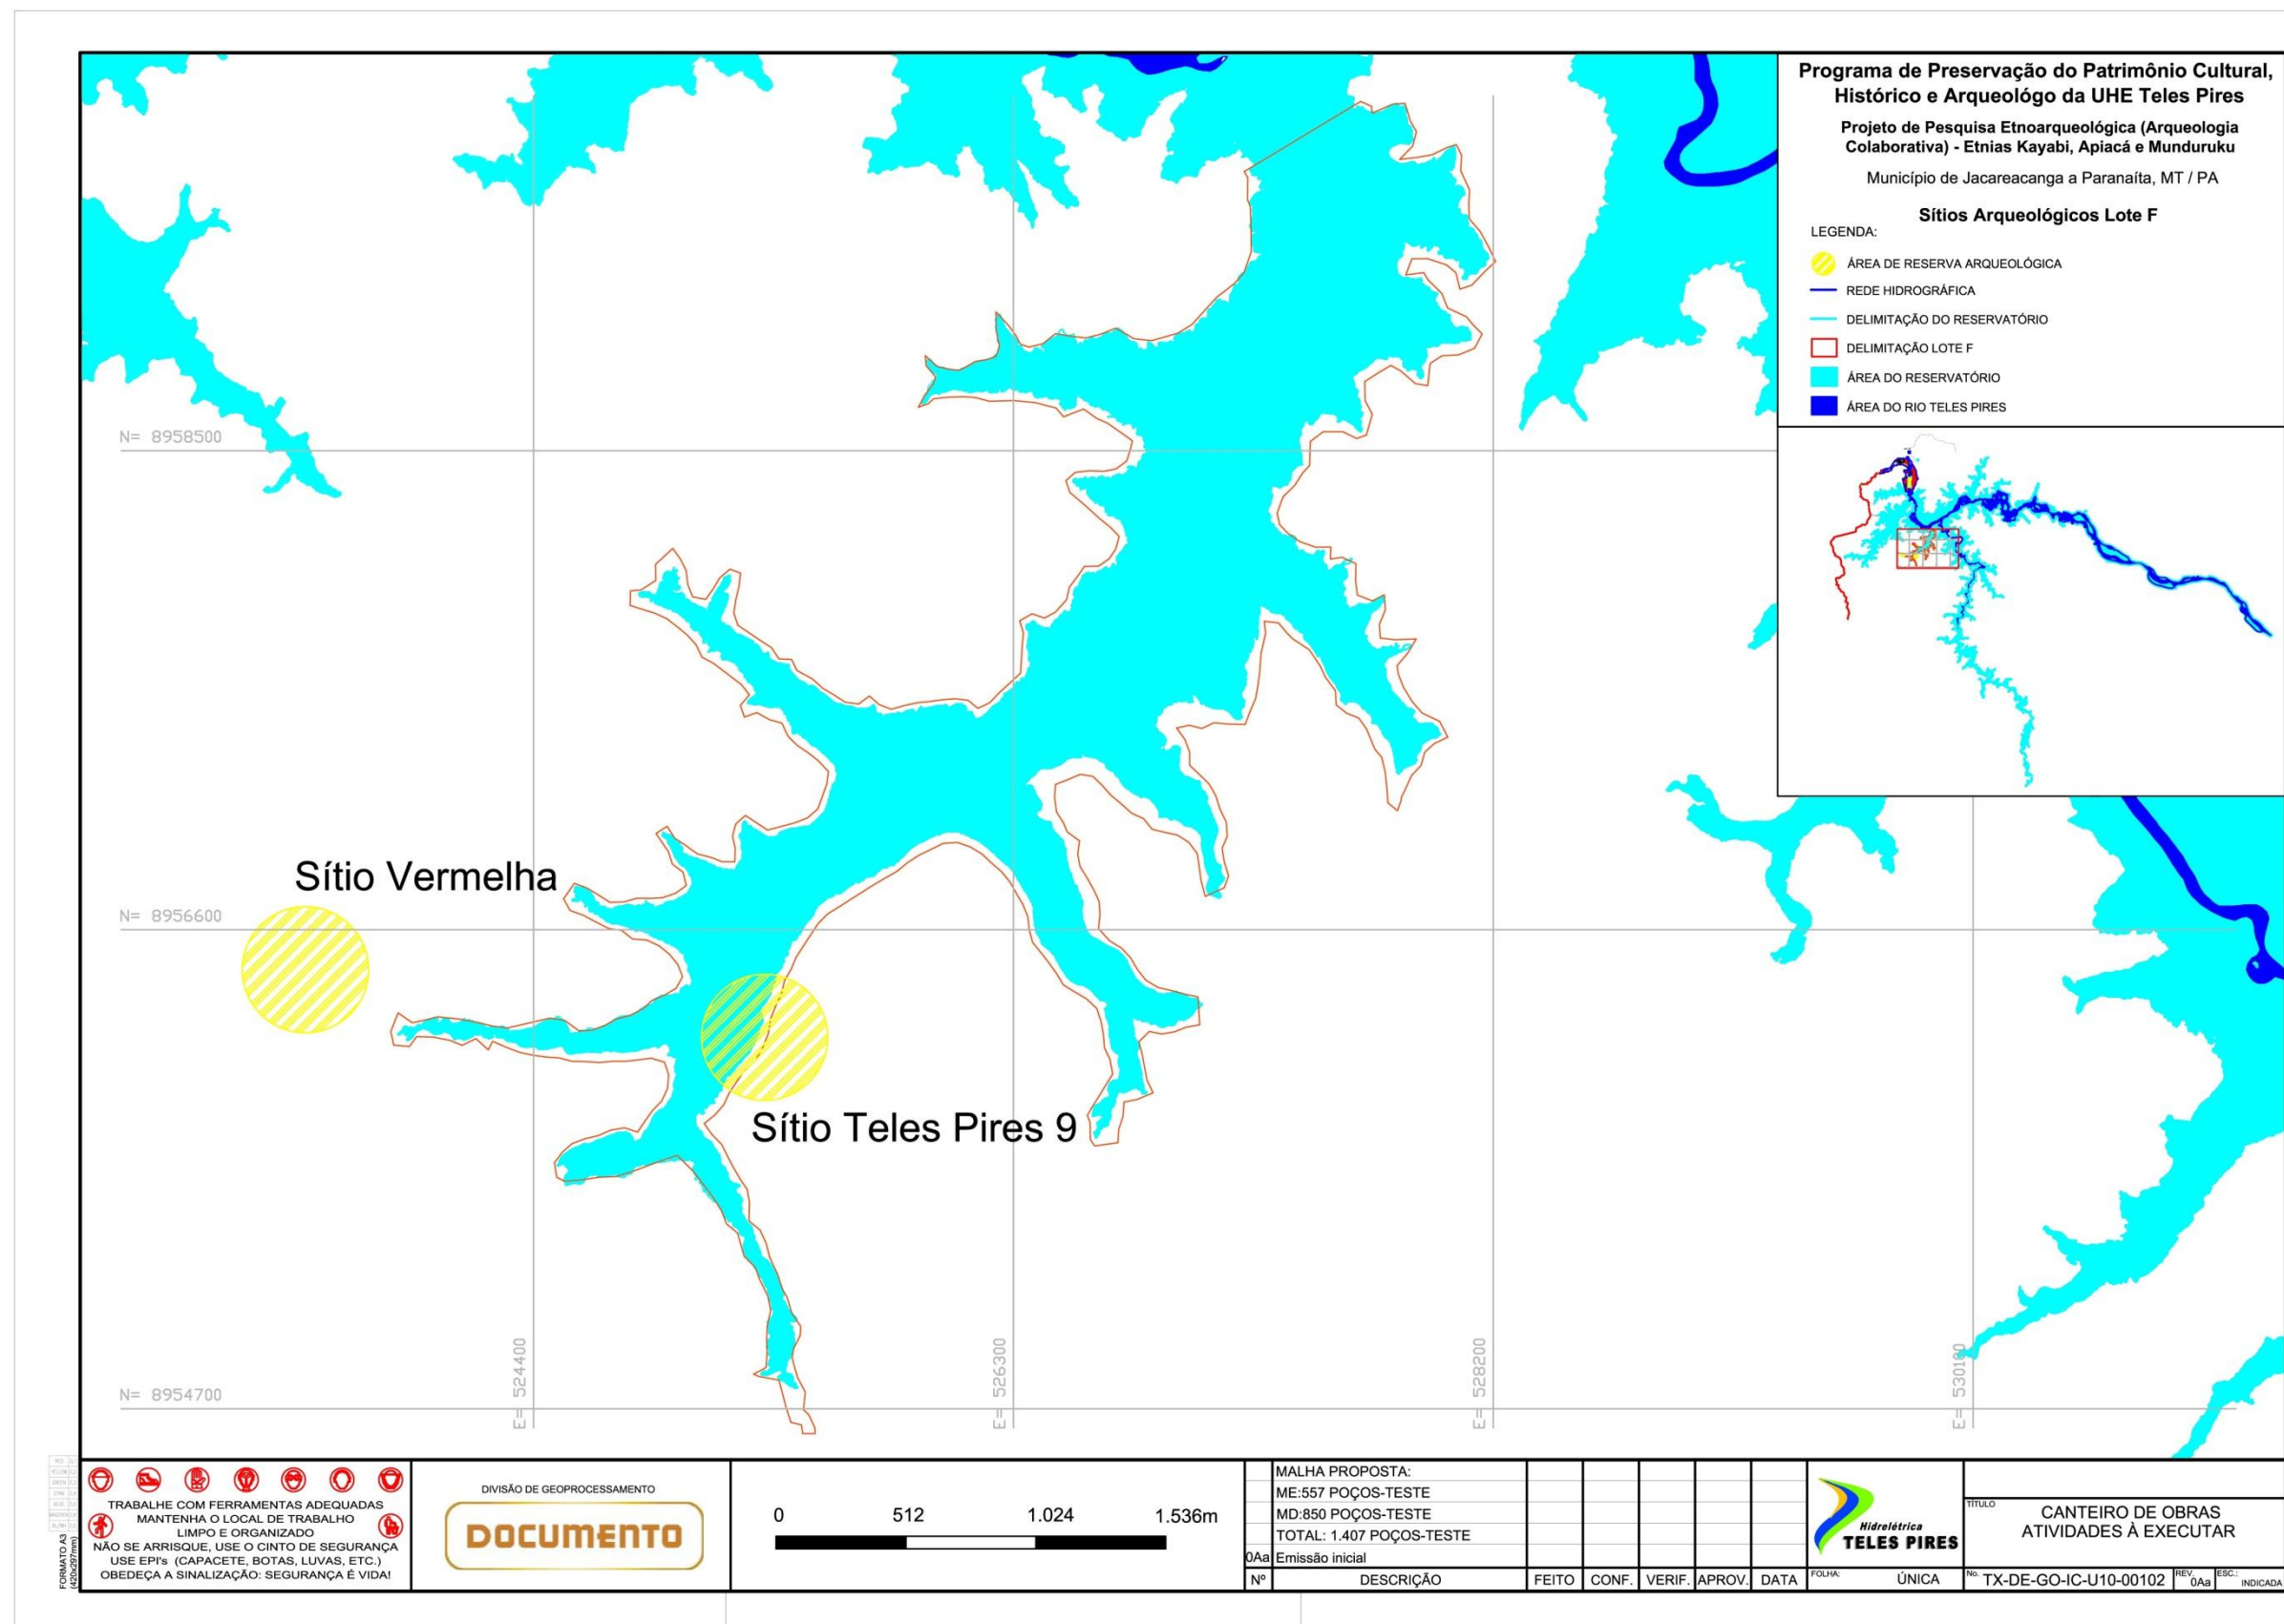 Programa de Preservação do Patrimônio Cultural,
Histórico e Arqueológo da UHE Teles Pires
Projeto de Pesquisa Etnoarqueológica (Arqueologia
Colaborativa) - Etnias Kayabi, Apiacá e Munduruku
Município de Jacareacanga a Paranaíta, MT / PA
Sítios Arqueológicos Lote F
LEGENDA:
ÁREA DE RESERVA ARQUEOLÓGICA
REDE HIDROGRÁFICA
DELIMITAÇÃO DO RESERVATÓRIO
DELIMITAÇÃO LOTE F
ÁREA DO RESERVATÓRIO
ÁREA DO RIO TELES PIRES
N= 8958500
Sítio Vermelha
N= 8956600
Sítio Teles Pires 9
N= 8954700
E= 524400
E= 526300
E= 528200
E= 530100
TRABALHE COM FERRAMENTAS ADEQUADAS
MANTENHA O LOCAL DE TRABALHO
LIMPO E ORGANIZADO
NÃO SE ARRISQUE, USE O CINTO DE SEGURANÇA
USE EPI's (CAPACETE, BOTAS, LUVAS, ETC.)
OBEDEÇA A SINALIZAÇÃO: SEGURANÇA É VIDA!
FORMATO A3
(420x297mm)
DIVISÃO DE GEOPROCESSAMENTO
DOCUMENTO
0 512 1.024 1.536m
MALHA PROPOSTA:
ME:557 POÇOS-TESTE
MD:850 POÇOS-TESTE
TOTAL: 1.407 POÇOS-TESTE
0Aa Emissão inicial
Nº DESCRIÇÃO FEITO CONF. VERIF. APROV. DATA
Hidrelétrica
TELES PIRES
FOLHA: ÚNICA
TÍTULO
CANTEIRO DE OBRAS
ATIVIDADES À EXECUTAR
No. TX-DE-GO-IC-U10-00102 REV. 0Aa ESC.: INDICADA